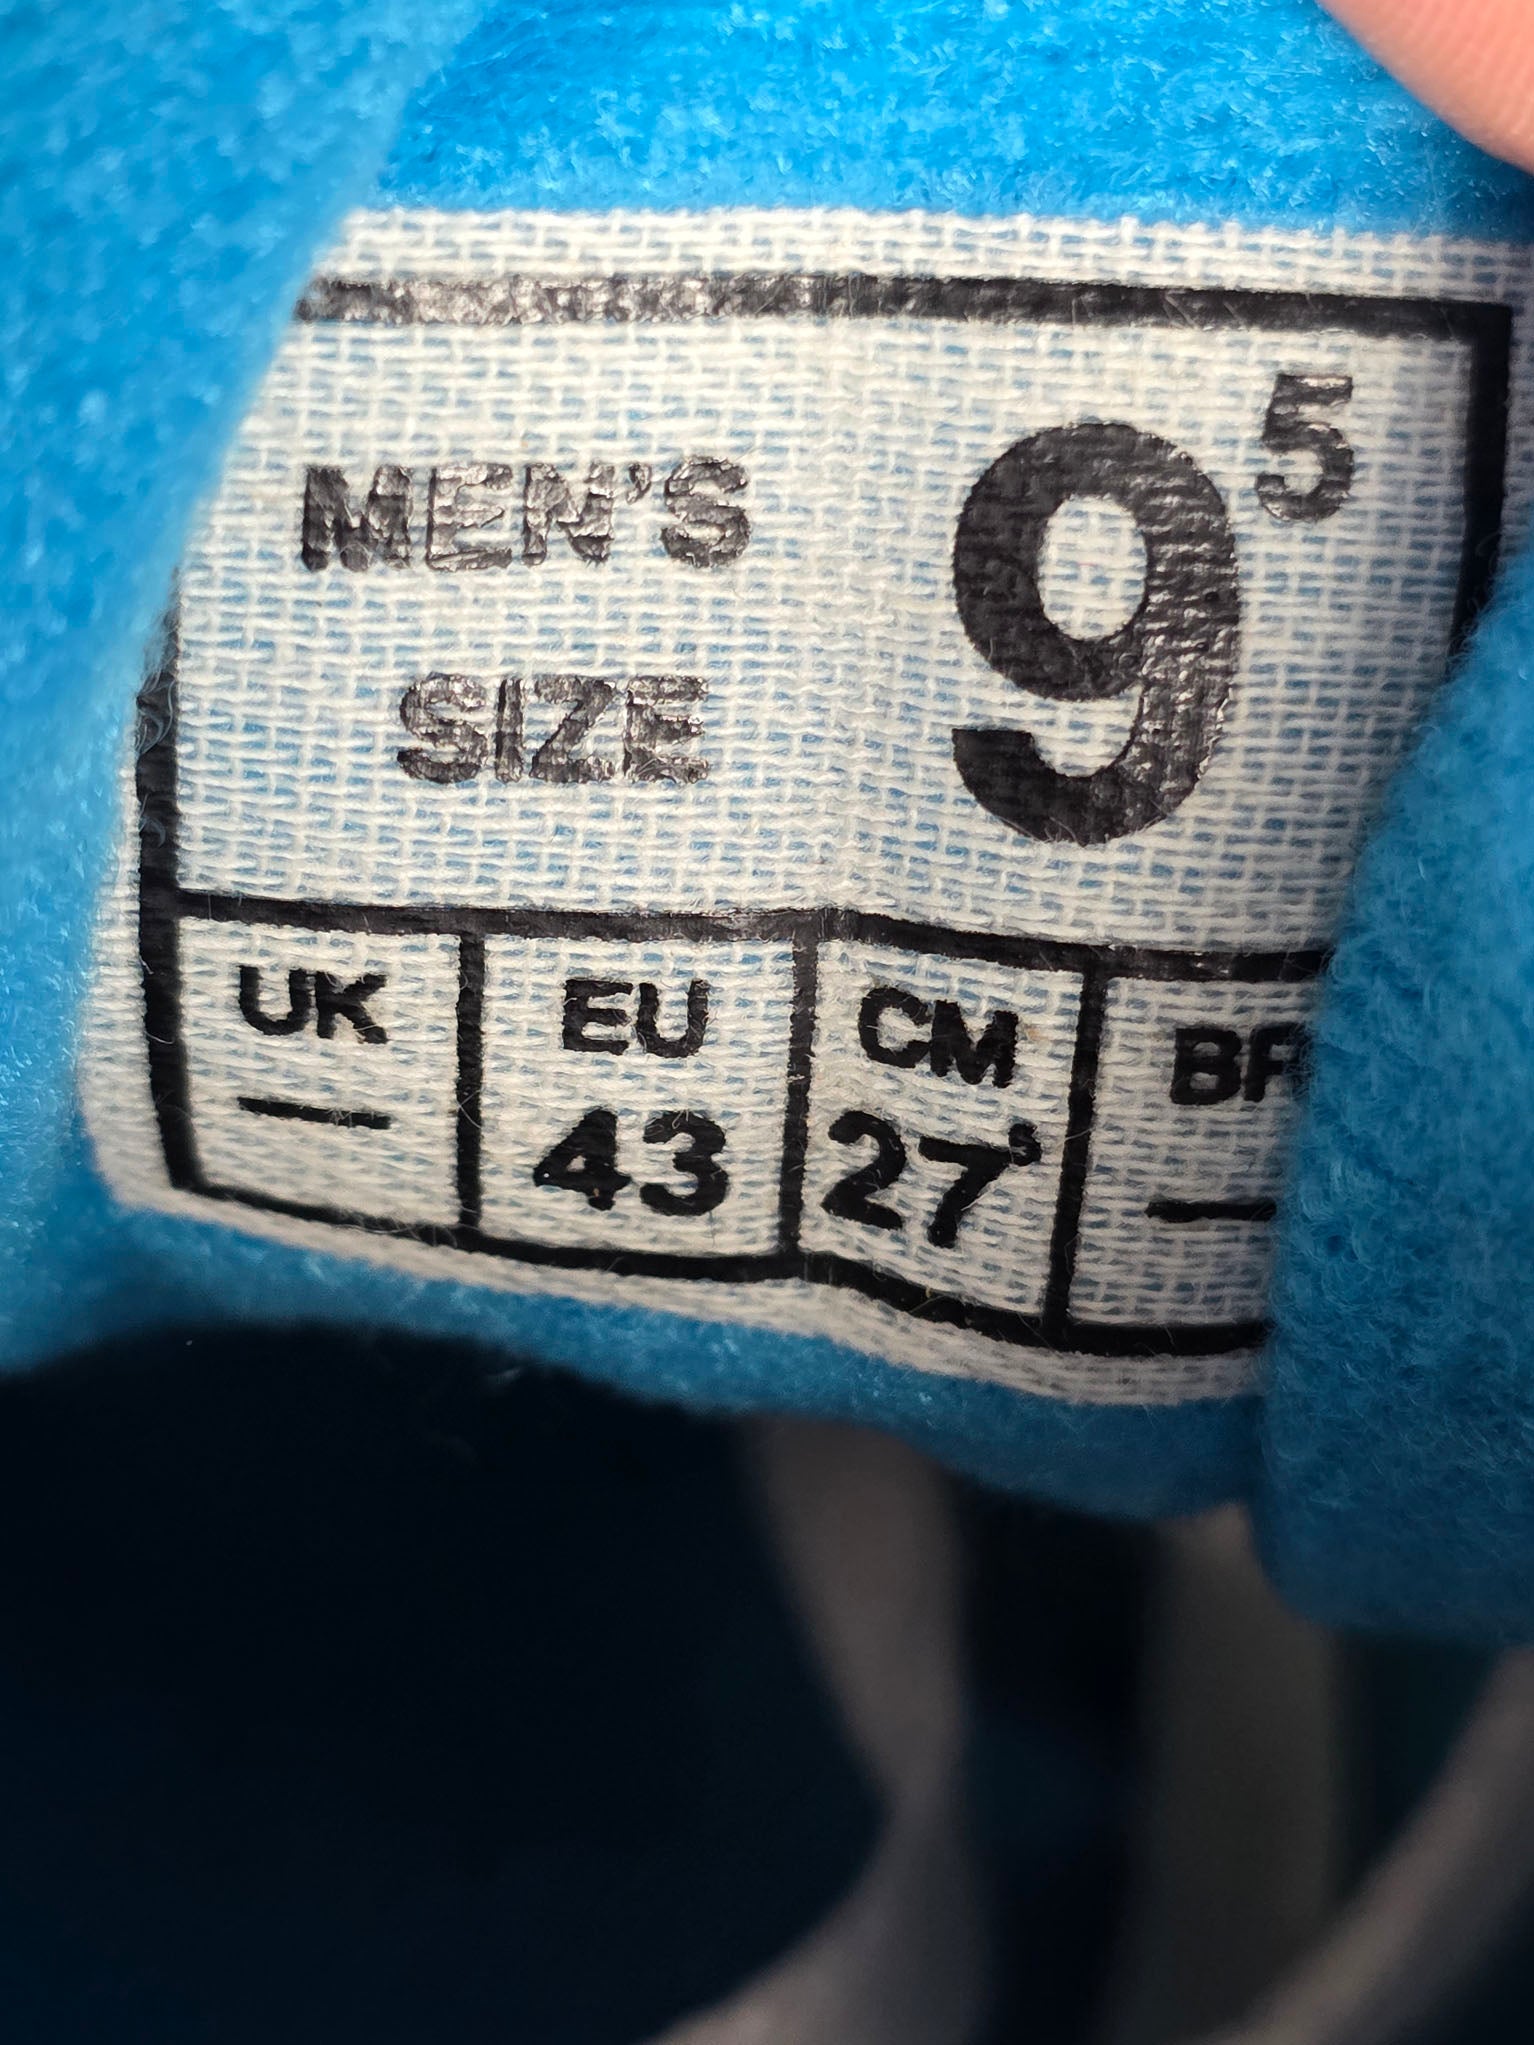 MEN'S 9⁵
SIZE
UK EU CM
— 43 27⁵ —